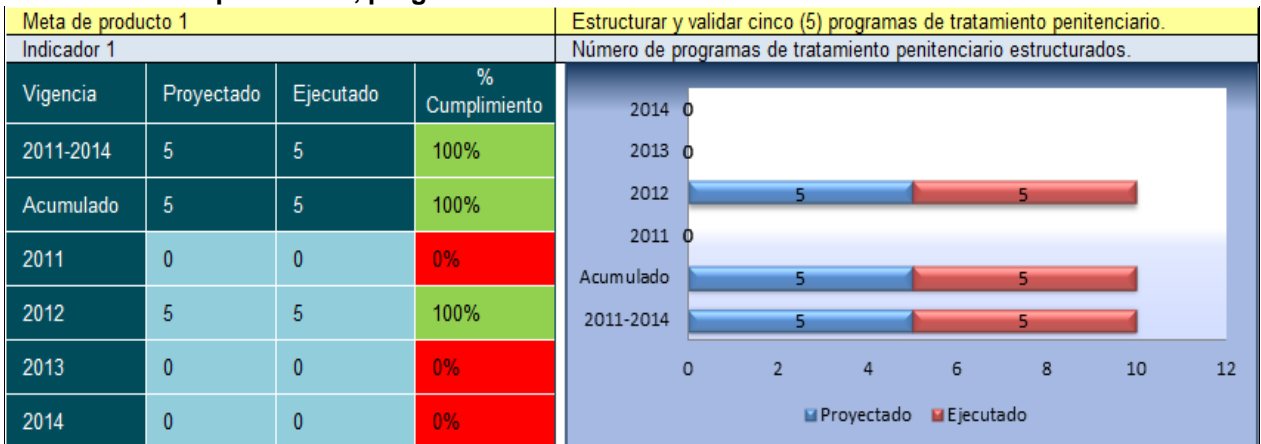 Meta de producto 1
Estructurar y validar cinco (5) programas de tratamiento penitenciario.
Indicador 1
Número de programas de tratamiento penitenciario estructurados.
Vigencia Proyectado Ejecutado % Cumplimiento
2011-2014 5 5 100%
Acumulado 5 5 100%
2011 0 0 0%
2012 5 5 100%
2013 0 0 0%
2014 0 0 0%
2014 0
2013 0
2012 5 5
2011 0
Acumulado 5 5
2011-2014 5 5
0 2 4 6 8 10 12
Proyectado Ejecutado